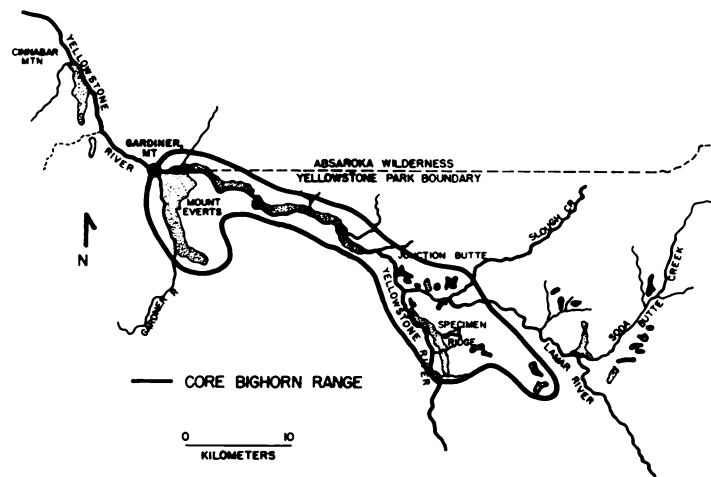 CINNABAR
MTN
YELLOWSTONE
RIVER
GARDINER,
MT
ABSAROKA WILDERNESS
YELLOWSTONE PARK BOUNDARY
MOUNT
EVERTS
N
GARDNER R
JUNCTION BUTTE
SLOUGH CR.
YELLOWSTONE RIVER
SPECIMEN
RIDGE
LAMAR RIVER
SODA BUTTE CREEK
CORE BIGHORN RANGE
0 10
KILOMETERS